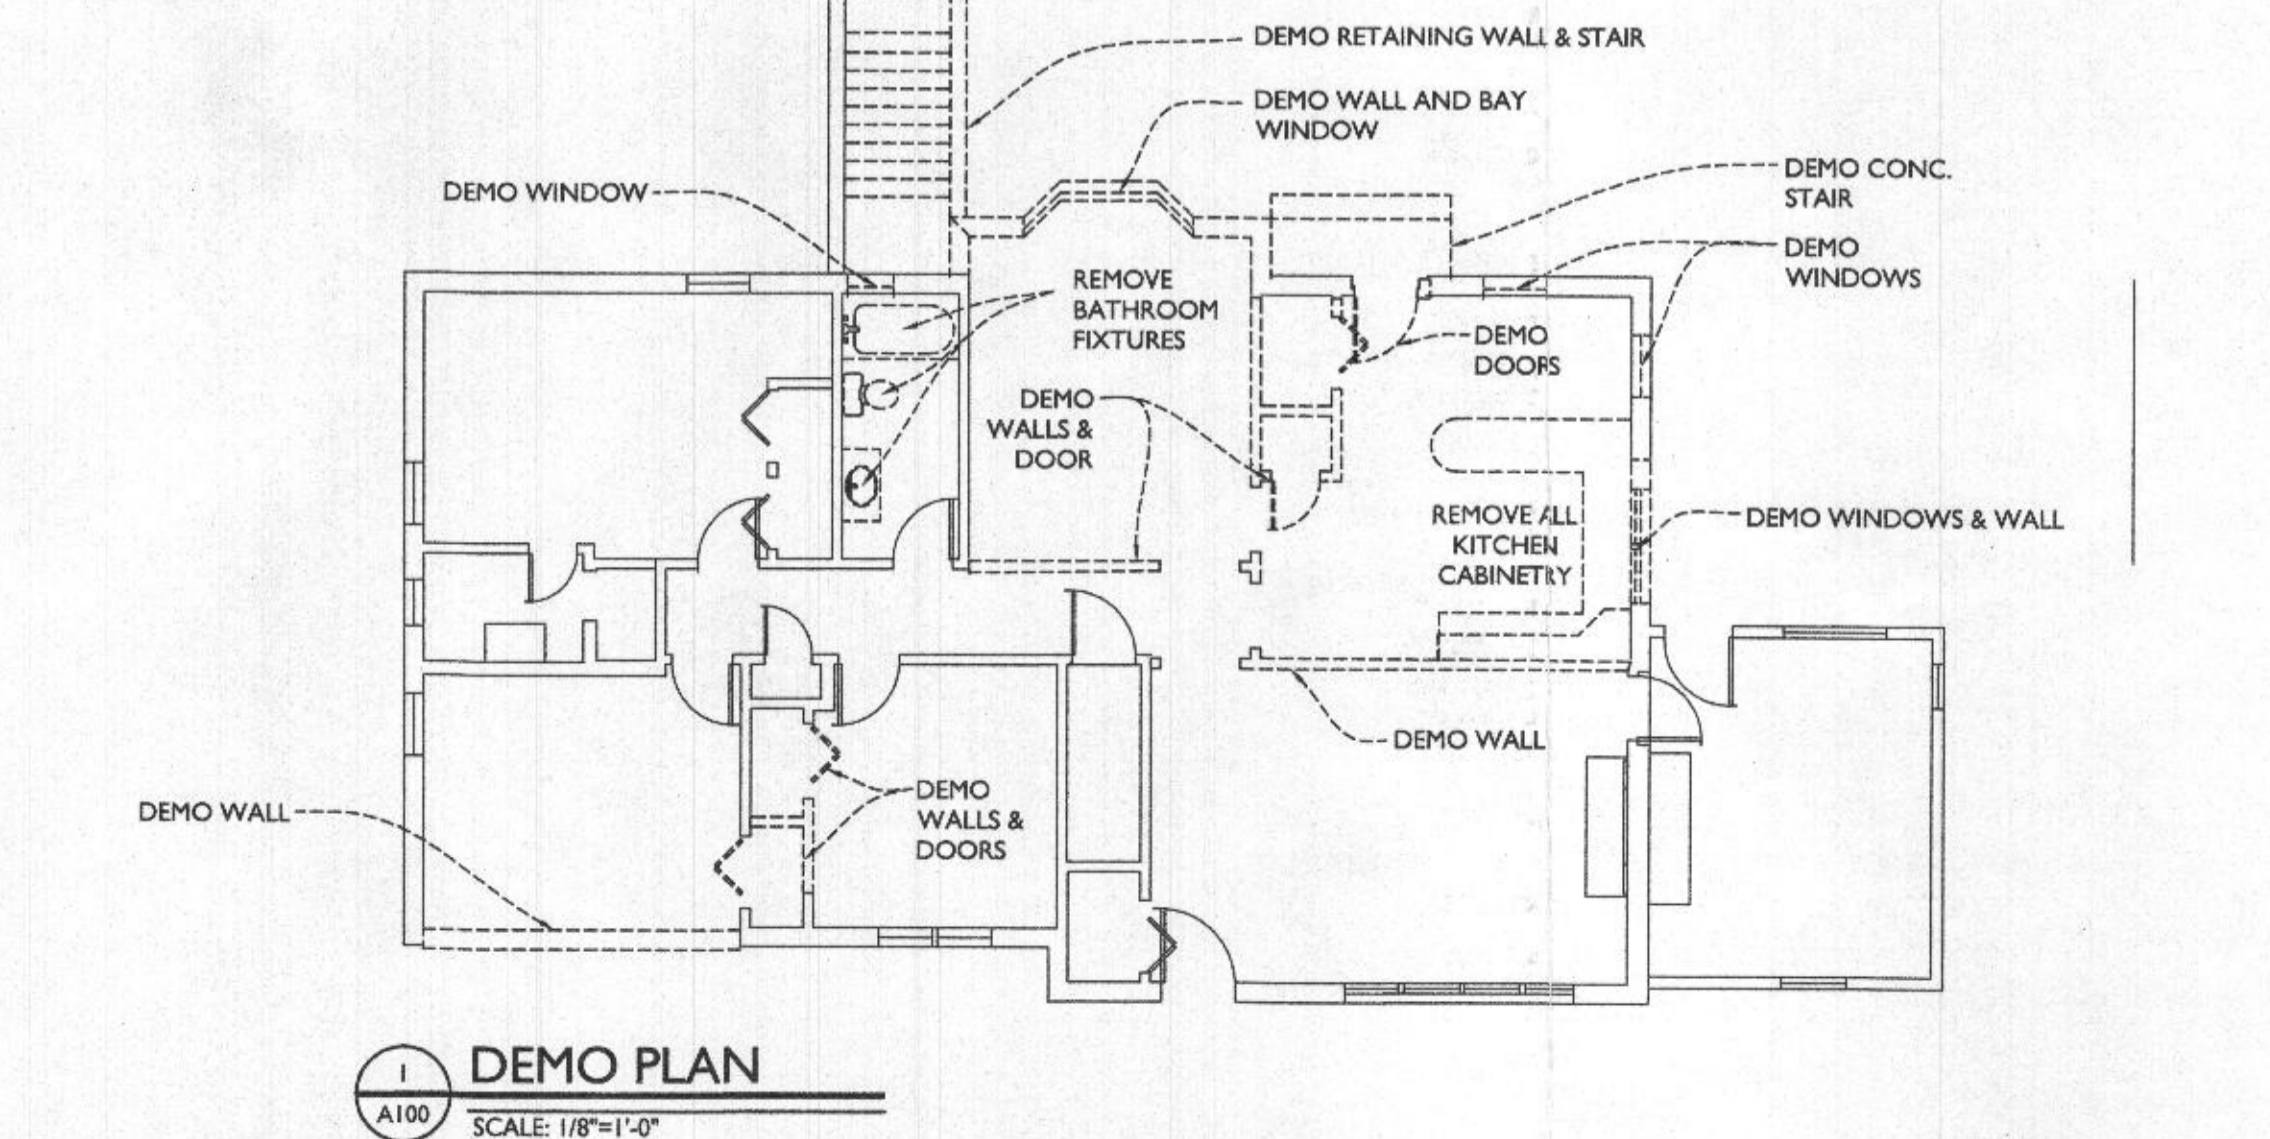 DEMO RETAINING WALL & STAIR
DEMO WALL AND BAY
WINDOW
DEMO CONC.
STAIR
DEMO WINDOW
DEMO
WINDOWS
REMOVE
BATHROOM
FIXTURES
DEMO
DOORS
DEMO
WALLS &
DOOR
REMOVE ALL
KITCHEN
CABINETRY
DEMO WINDOWS & WALL
DEMO WALL
DEMO
WALLS &
DOORS
DEMO WALL
1
A100
DEMO PLAN
SCALE: 1/8"=1'-0"